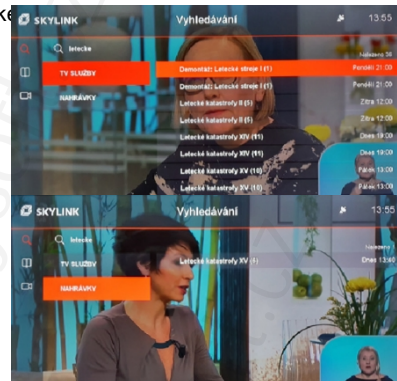 SKYLINK Vyhledávání 13:55
letecke
Nalezeno 36
TV SLUŽBY
NAHRÁVKY
Demontáž: Letecké stroje I (1) Pondělí 21:00
Demontáž: Letecké stroje I (1) Pondělí 21:00
Letecké katastrofy II (5) Zítra 12:00
Letecké katastrofy II (5) Zítra 12:00
Letecké katastrofy XIV (11) Dnes 19:00
Letecké katastrofy XIV (11) Dnes 19:00
Letecké katastrofy XV (10) Pátek 13:00
Letecké katastrofy XV (10) Pátek 13:00
SKYLINK Vyhledávání 13:55
letecke
Nalezeno 1
TV SLUŽBY
NAHRÁVKY
Letecké katastrofy XV (4) Dnes 13:40